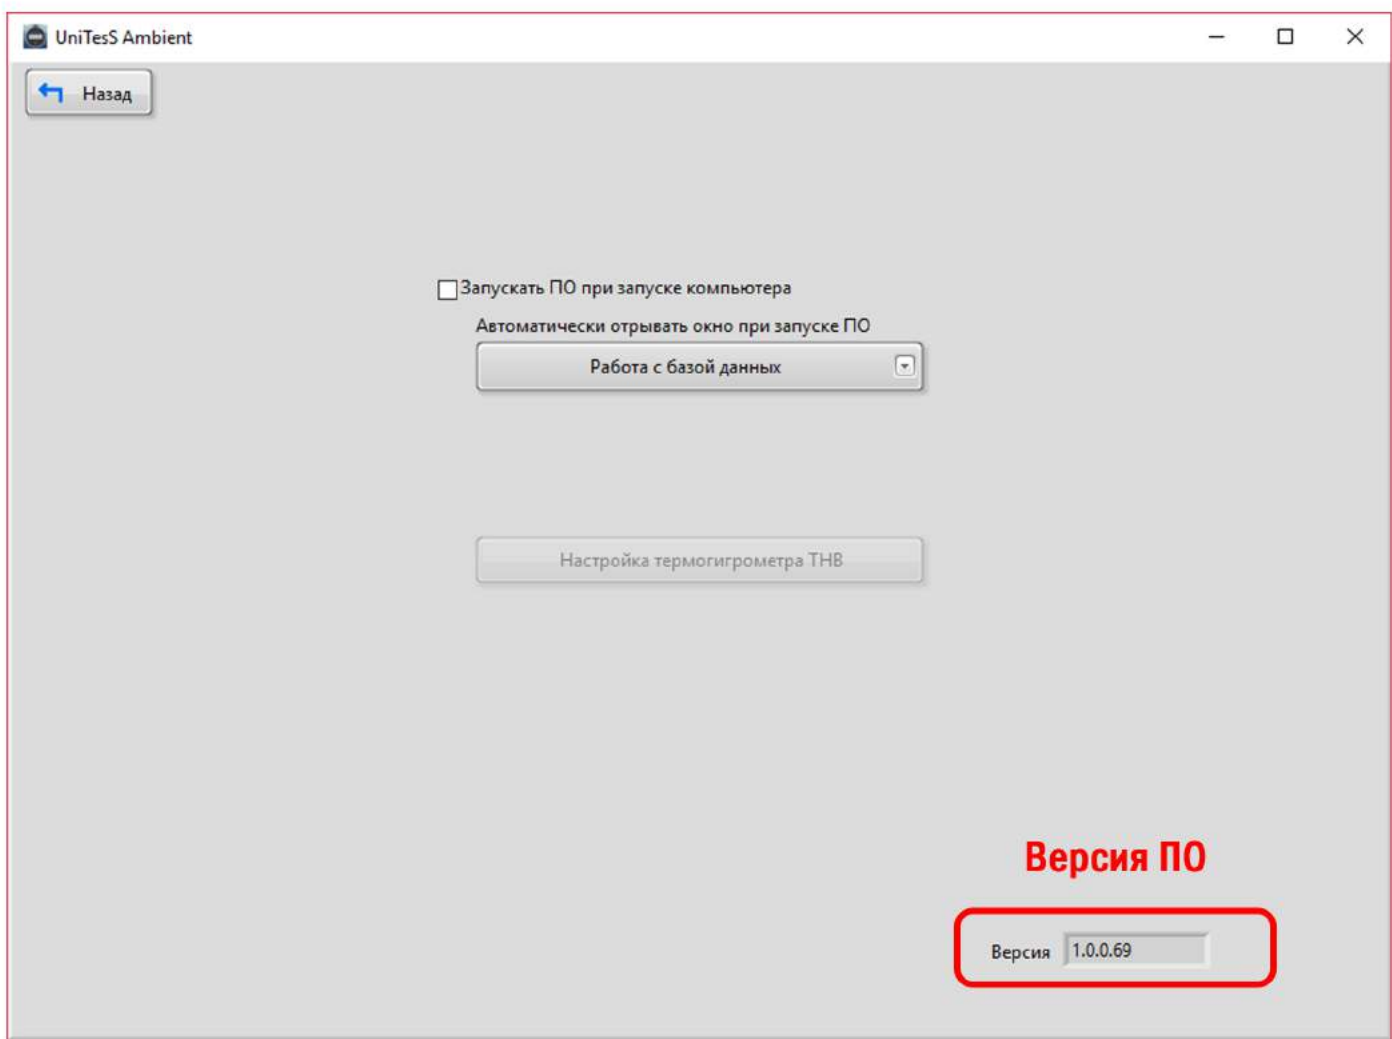 UniTesS Ambient
Назад
Запускать ПО при запуске компьютера
Автоматически отрывать окно при запуске ПО
Работа с базой данных
Настройка термогигрометра THB
Версия ПО
Версия 1.0.0.69